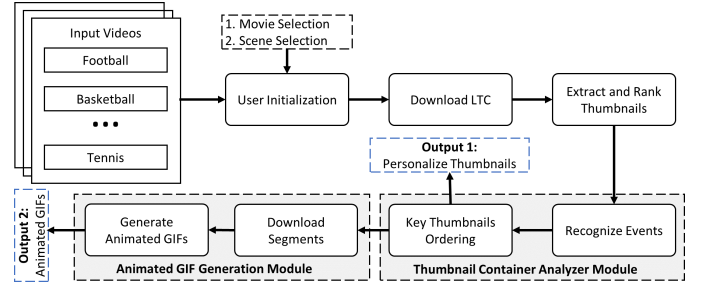 Input Videos
Football
Basketball
Tennis
1. Movie Selection
2. Scene Selection
User Initialization
Download LTC
Extract and Rank
Thumbnails
Output 1:
Personalize Thumbnails
Recognize Events
Key Thumbnails
Ordering
Thumbnail Container Analyzer Module
Download
Segments
Generate
Animated GIFs
Animated GIF Generation Module
Output 2:
Animated GIFs